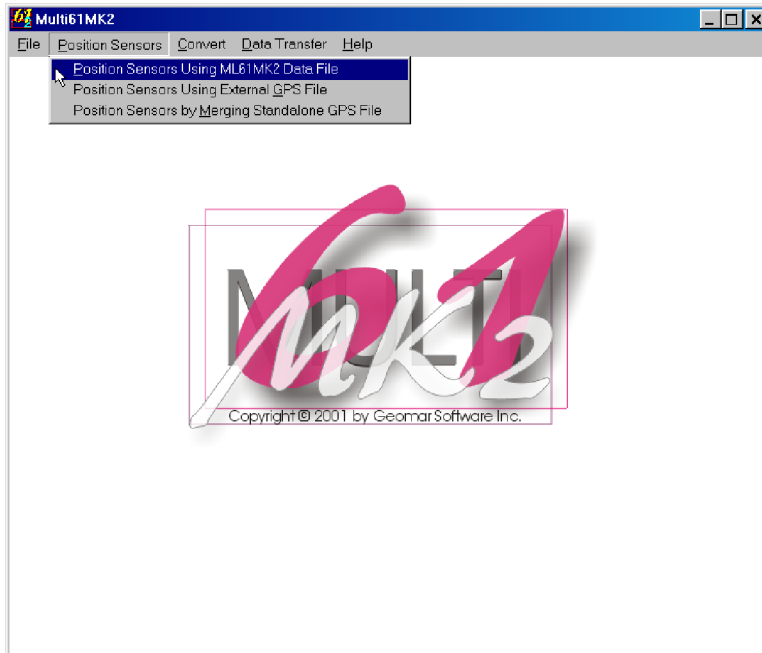 Multi61MK2
File Position Sensors Convert Data Transfer Help
Position Sensors Using ML61MK2 Data File
Position Sensors Using External GPS File
Position Sensors by Merging Standalone GPS File
MULTI
61
MK2
Copyright © 2001 by Geomar Software Inc.